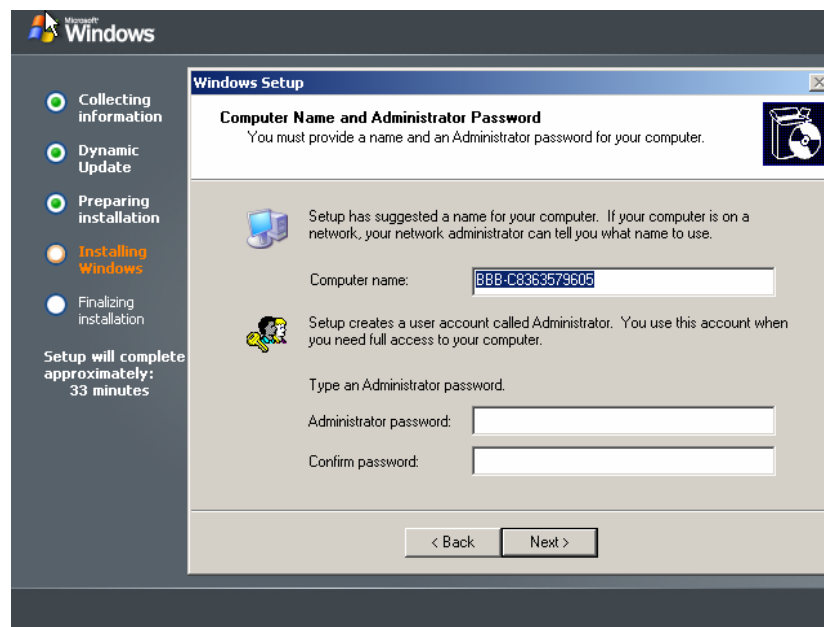 Microsoft
Windows
Collecting
information
Dynamic
Update
Preparing
installation
Installing
Windows
Finalizing
installation
Setup will complete
approximately:
33 minutes
Windows Setup
Computer Name and Administrator Password
You must provide a name and an Administrator password for your computer.
Setup has suggested a name for your computer. If your computer is on a
network, your network administrator can tell you what name to use.
Computer name:
BBB-C8363579605
Setup creates a user account called Administrator. You use this account when
you need full access to your computer.
Type an Administrator password.
Administrator password:
Confirm password:
< Back
Next >